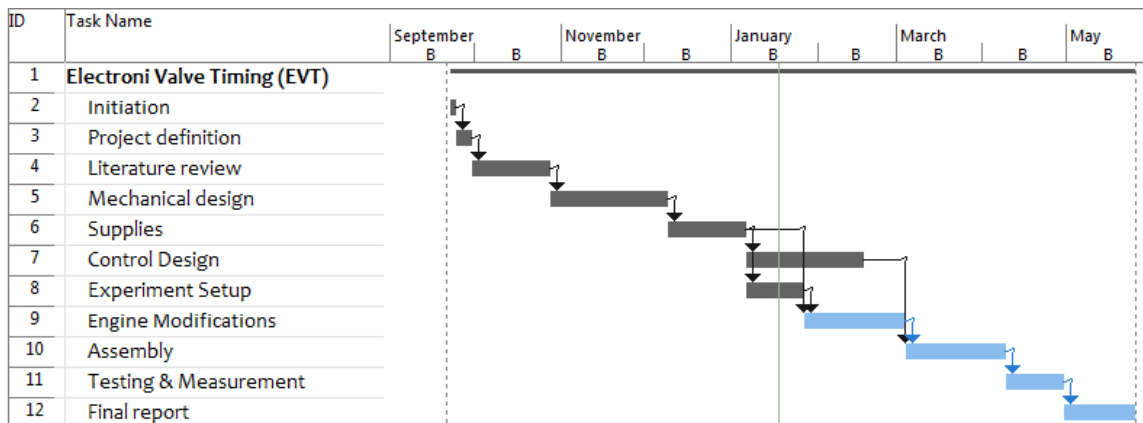 ID Task Name
September November January March May
B B B B B B B B B
1 Electroni Valve Timing (EVT)
2 Initiation
3 Project definition
4 Literature review
5 Mechanical design
6 Supplies
7 Control Design
8 Experiment Setup
9 Engine Modifications
10 Assembly
11 Testing & Measurement
12 Final report